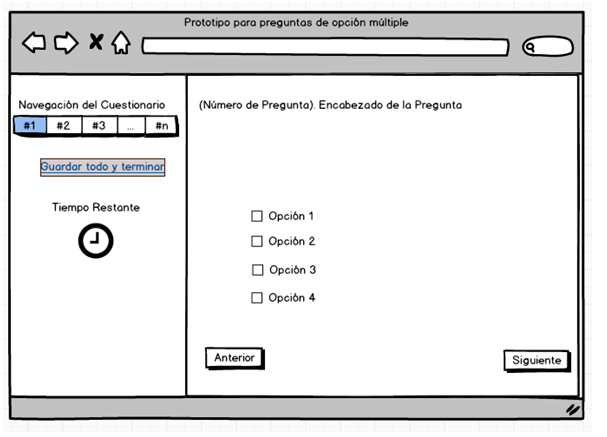 Prototipo para preguntas de opción múltiple
Navegación del Cuestionario
#1 #2 #3 ... #n
Guardar todo y terminar
Tiempo Restante
(Número de Pregunta). Encabezado de la Pregunta
Opción 1
Opción 2
Opción 3
Opción 4
Anterior
Siguiente